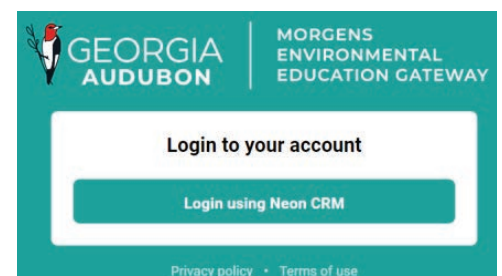 GEORGIA
AUDUBON
MORGENS
ENVIRONMENTAL
EDUCATION GATEWAY
Login to your account
Login using Neon CRM
Privacy policy • Terms of use